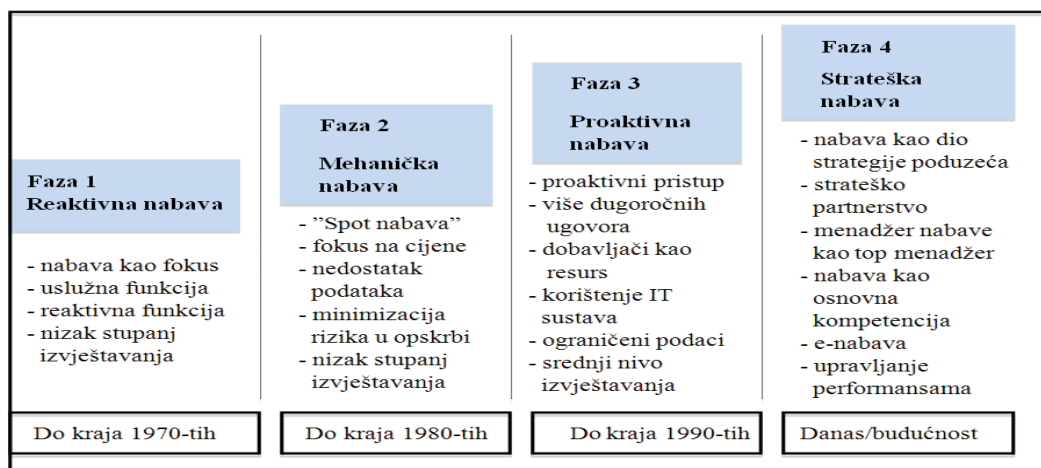 Faza 1
Reaktivna nabava
- nabava kao fokus
- uslužna funkcija
- reaktivna funkcija
- nizak stupanj
izvještavanja
Do kraja 1970-tih
Faza 2
Mehanička
nabava
- ”Spot nabava”
- fokus na cijene
- nedostatak
podataka
- minimizacija
rizika u opskrbi
- nizak stupanj
izvještavanja
Do kraja 1980-tih
Faza 3
Proaktivna
nabava
- proaktivni pristup
- više dugoročnih
ugovora
- dobavljači kao
resurs
- korištenje IT
sustava
- ograničeni podaci
- srednji nivo
izvještavanja
Do kraja 1990-tih
Faza 4
Strateška
nabava
- nabava kao dio
strategije poduzeća
- strateško
partnerstvo
- menadžer nabave
kao top menadžer
- nabava kao
osnovna
kompetencija
- e-nabava
- upravljanje
performansama
Danas/budućnost